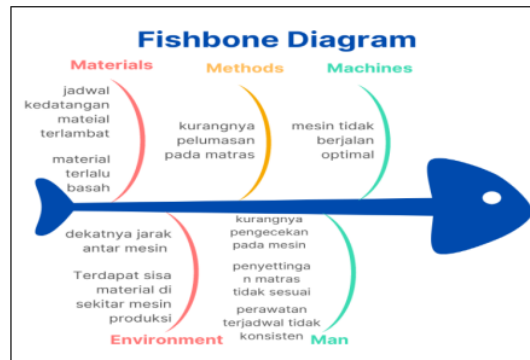 Fishbone Diagram
Materials
Methods
Machines
jadwal
kedatangan
mateial
terlambat
material
terlalu
basah
kurangnya
pelumasan
pada matras
mesin tidak
berjalan
optimal
dekatnya jarak
antar mesin
Terdapat sisa
material di
sekitar mesin
produksi
kurangnya
pengecekan
pada mesin
penyettinga
n matras
tidak sesuai
perawatan
terjadwal tidak
konsisten
Environment
Man